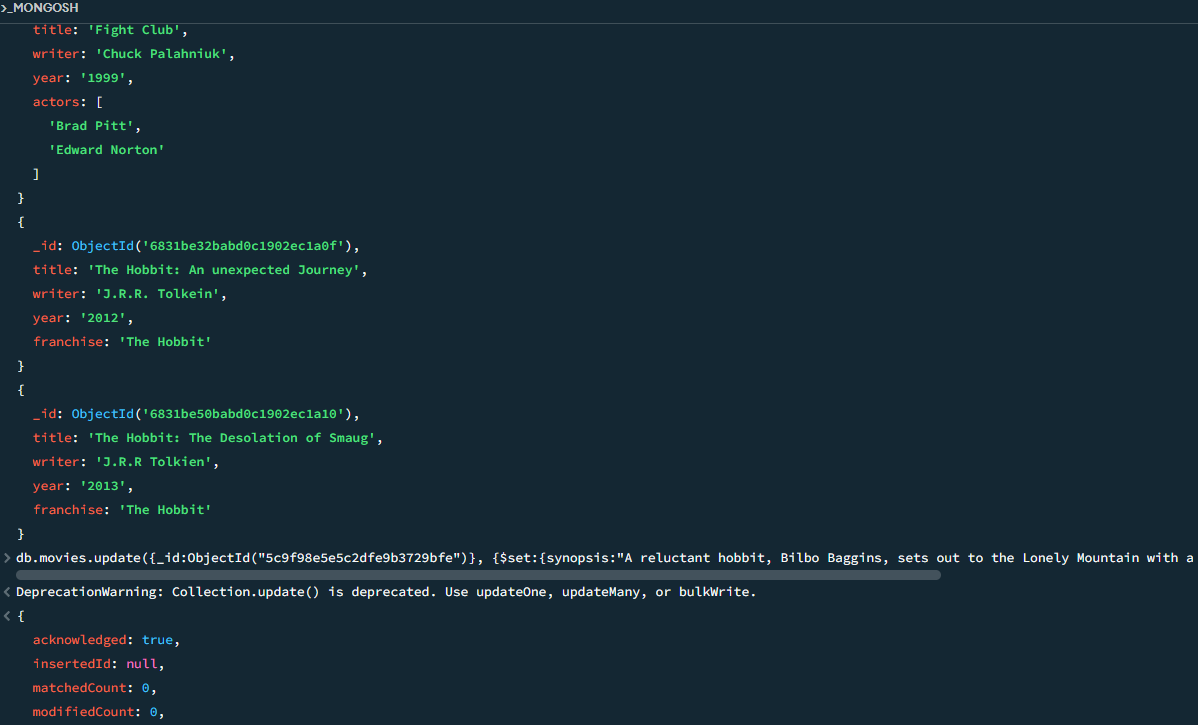 >_MONGOSH
title: 'Fight Club',
writer: 'Chuck Palahniuk',
year: '1999',
actors: [
'Brad Pitt',
'Edward Norton'
]
}
{
_id: ObjectId('6831be32babd0c1902ec1a0f'),
title: 'The Hobbit: An unexpected Journey',
writer: 'J.R.R. Tolkein',
year: '2012',
franchise: 'The Hobbit'
}
{
_id: ObjectId('6831be50babd0c1902ec1a10'),
title: 'The Hobbit: The Desolation of Smaug',
writer: 'J.R.R Tolkien',
year: '2013',
franchise: 'The Hobbit'
}
> db.movies.update({_id:ObjectId("5c9f98e5e5c2dfe9b3729bfe")}, {$set:{synopsis:"A reluctant hobbit, Bilbo Baggins, sets out to the Lonely Mountain with a
< DeprecationWarning: Collection.update() is deprecated. Use updateOne, updateMany, or bulkWrite.
< {
acknowledged: true,
insertedId: null,
matchedCount: 0,
modifiedCount: 0,